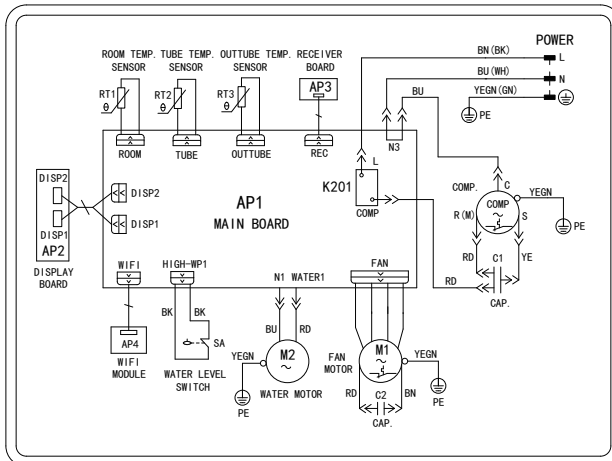 ROOM TEMP. TUBE TEMP. OUTTUBE TEMP. RECEIVER
SENSOR SENSOR SENSOR BOARD
POWER
BN(BK) L
BU(WH) N
YEGN(GN)
PE
BU
RT1 θ
RT2 θ
RT3 θ
AP3
ROOM
TUBE
OUTTUBE
REC
N3
L
K201
COMP
AP1
MAIN BOARD
DISP2
DISP1
AP2
DISPLAY
BOARD
DISP2
DISP1
COMP.
C
YEGN
COMP
~
R(M)
S
PE
RD
C1
YE
RD
CAP.
WIFI
HIGH-WP1
N1 WATER1
FAN
AP4
WIFI
MODULE
BK
BK
SA
WATER LEVEL
SWITCH
BU
RD
YEGN
M2
~
PE
WATER MOTOR
M1
~
FAN
MOTOR
YEGN
RD
BN
C2
CAP.
PE